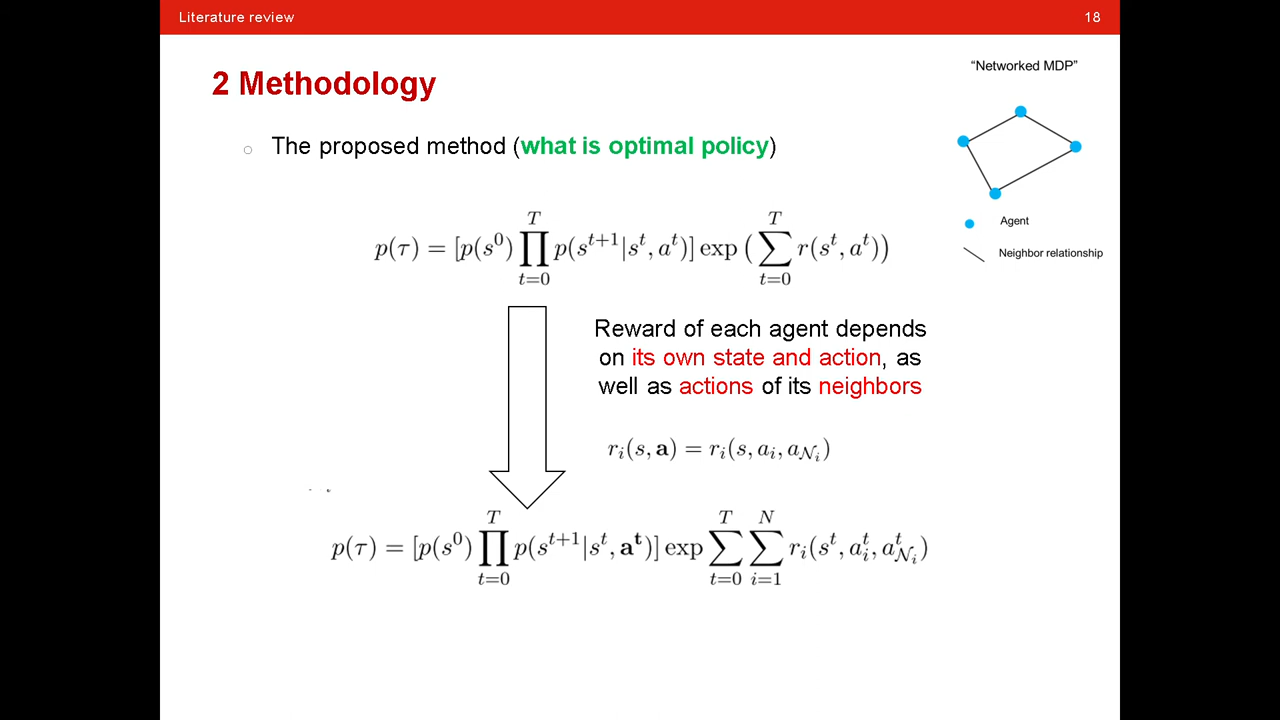 Literature review
18
2 Methodology
"Networked MDP"
○ The proposed method (what is optimal policy)
Agent
Neighbor relationship
p(τ) = [p(s^0) ∏_{t=0}^{T} p(s^{t+1}|s^t, a^t)] exp ( ∑_{t=0}^{T} r(s^t, a^t))
Reward of each agent depends
on its own state and action, as
well as actions of its neighbors
r_i(s, a) = r_i(s, a_i, a_{𝒩_i})
p(τ) = [p(s^0) ∏_{t=0}^{T} p(s^{t+1}|s^t, a^t)] exp ∑_{t=0}^{T} ∑_{i=1}^{N} r_i(s^t, a_i^t, a_{𝒩_i}^t)